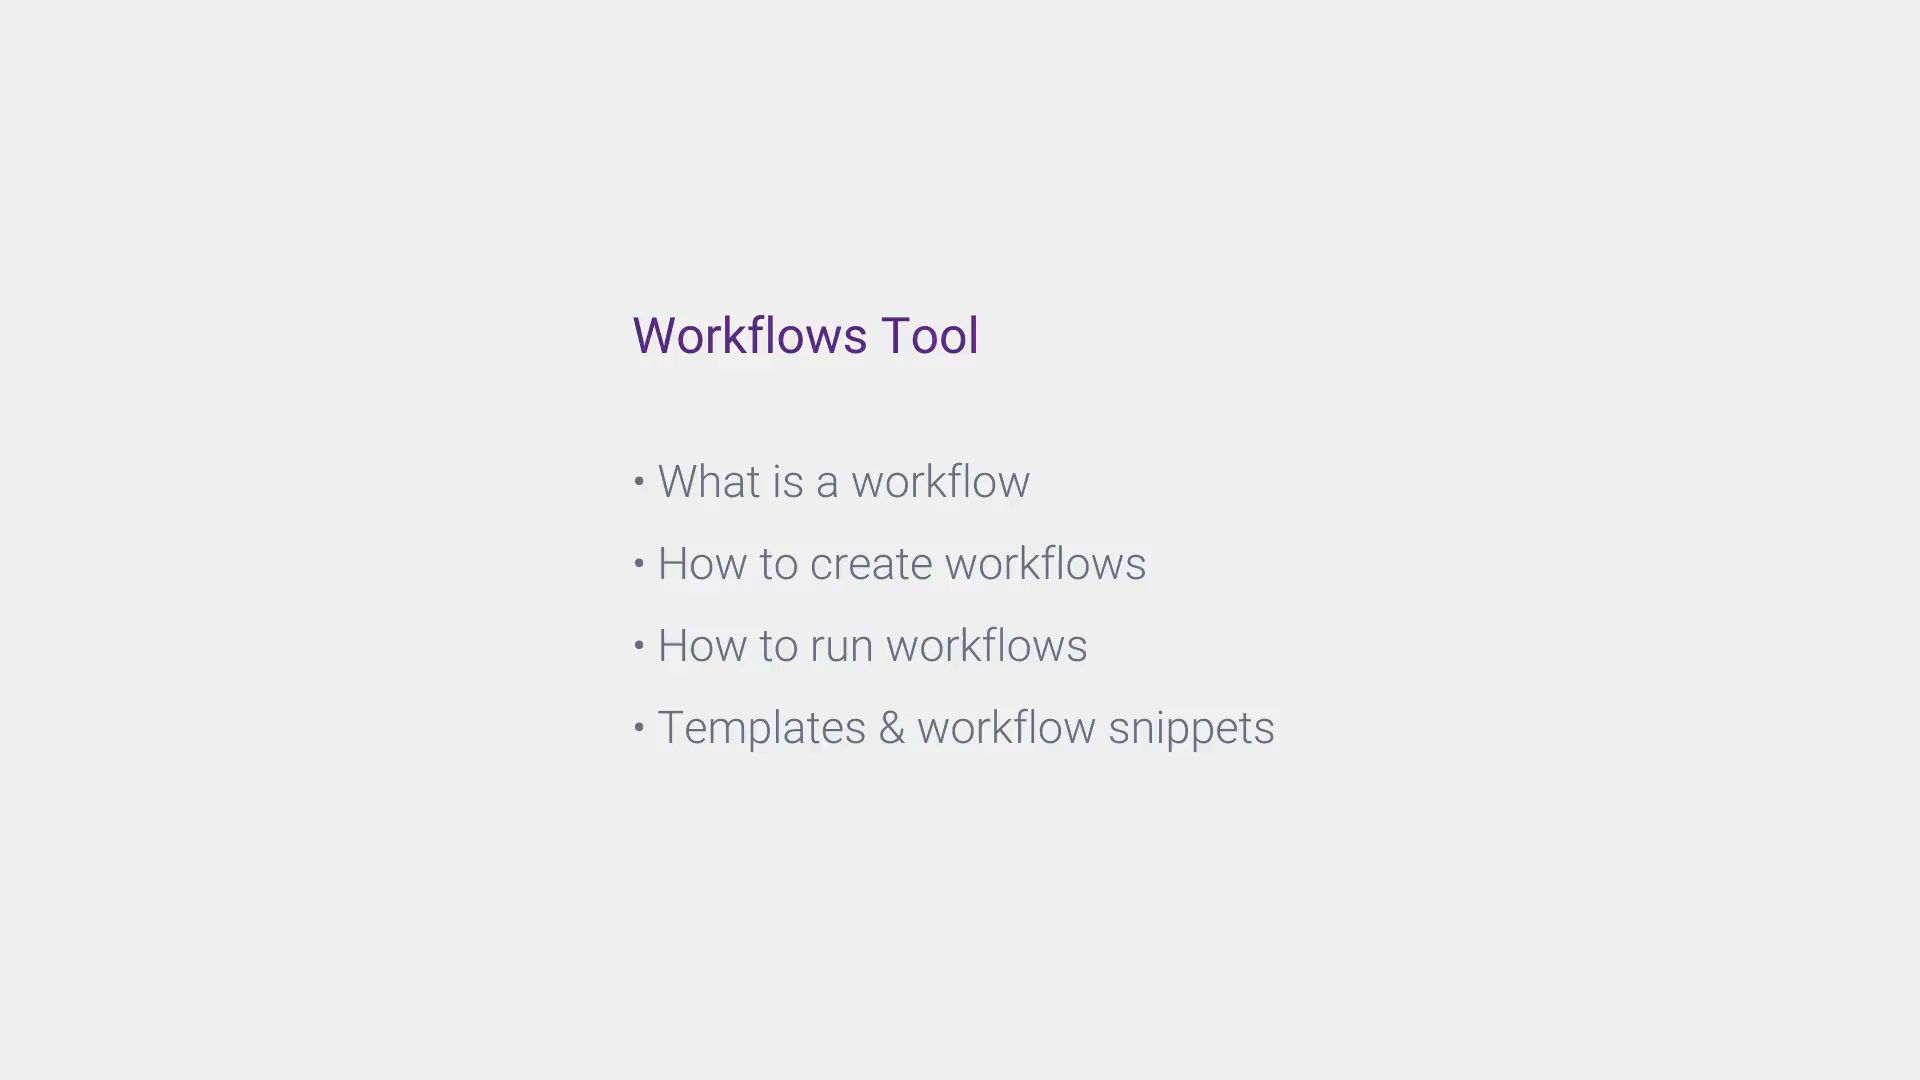 Workflows Tool
• What is a workflow
• How to create workflows
• How to run workflows
• Templates & workflow snippets